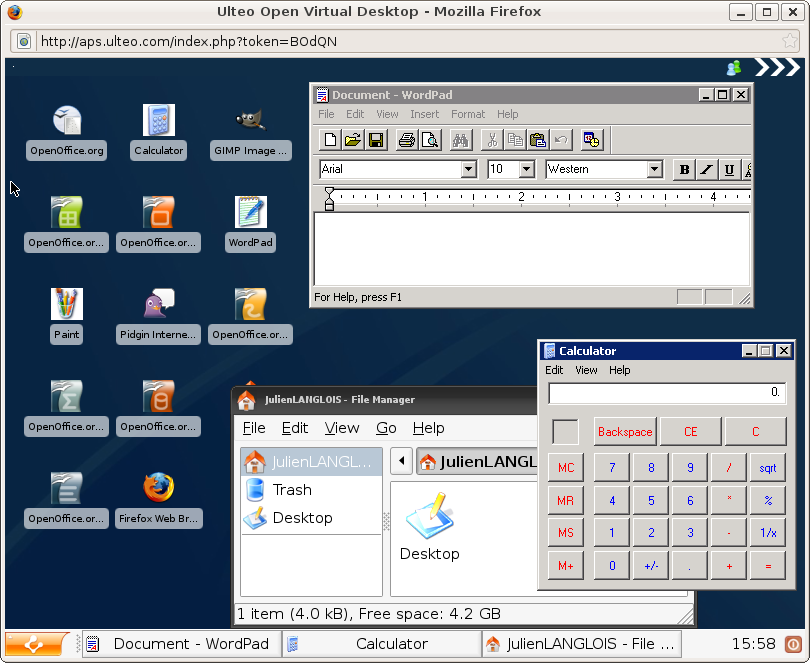 Ulteo Open Virtual Desktop - Mozilla Firefox
http://aps.ulteo.com/index.php?token=BOdQN
OpenOffice.org
Calculator
GIMP Image ...
OpenOffice.or...
OpenOffice.or...
WordPad
Paint
Pidgin Interne...
OpenOffice.or...
OpenOffice.or...
OpenOffice.or...
OpenOffice.or...
Firefox Web Br...
Document - WordPad
File Edit View Insert Format Help
Arial 10 Western B I U
1 2 3 4
For Help, press F1
Calculator
Edit View Help
0.
Backspace CE C
MC 7 8 9 / sqrt
MR 4 5 6 * %
MS 1 2 3 - 1/x
M+ 0 +/- . + =
JulienLANGLOIS - File Manager
File Edit View Go Help
JulienLANGL...
JulienLANGL
Trash
Desktop
Desktop
1 item (4.0 kB), Free space: 4.2 GB
Document - WordPad Calculator JulienLANGLOIS - File ... 15:58